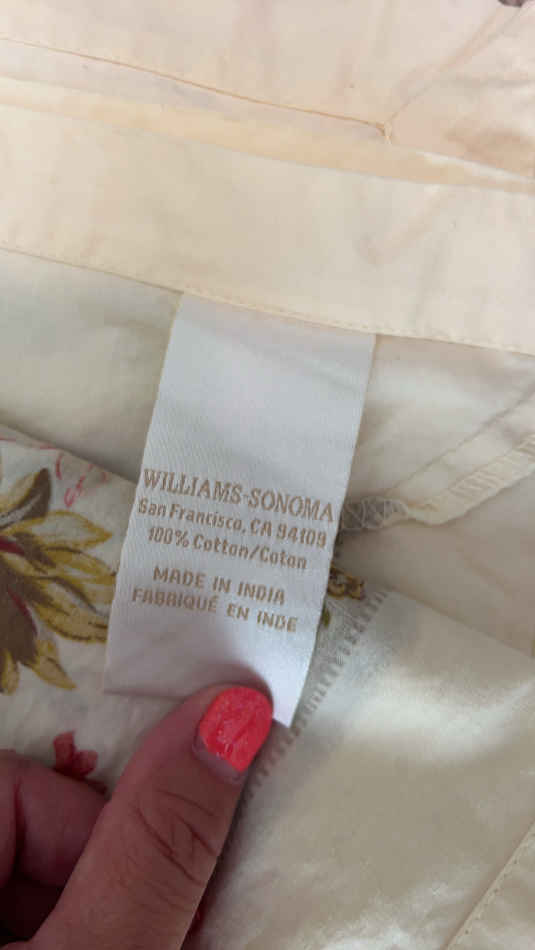 WILLIAMS-SONOMA
San Francisco, CA 94109
100% Cotton/Coton
MADE IN INDIA
FABRIQUÉ EN INDE